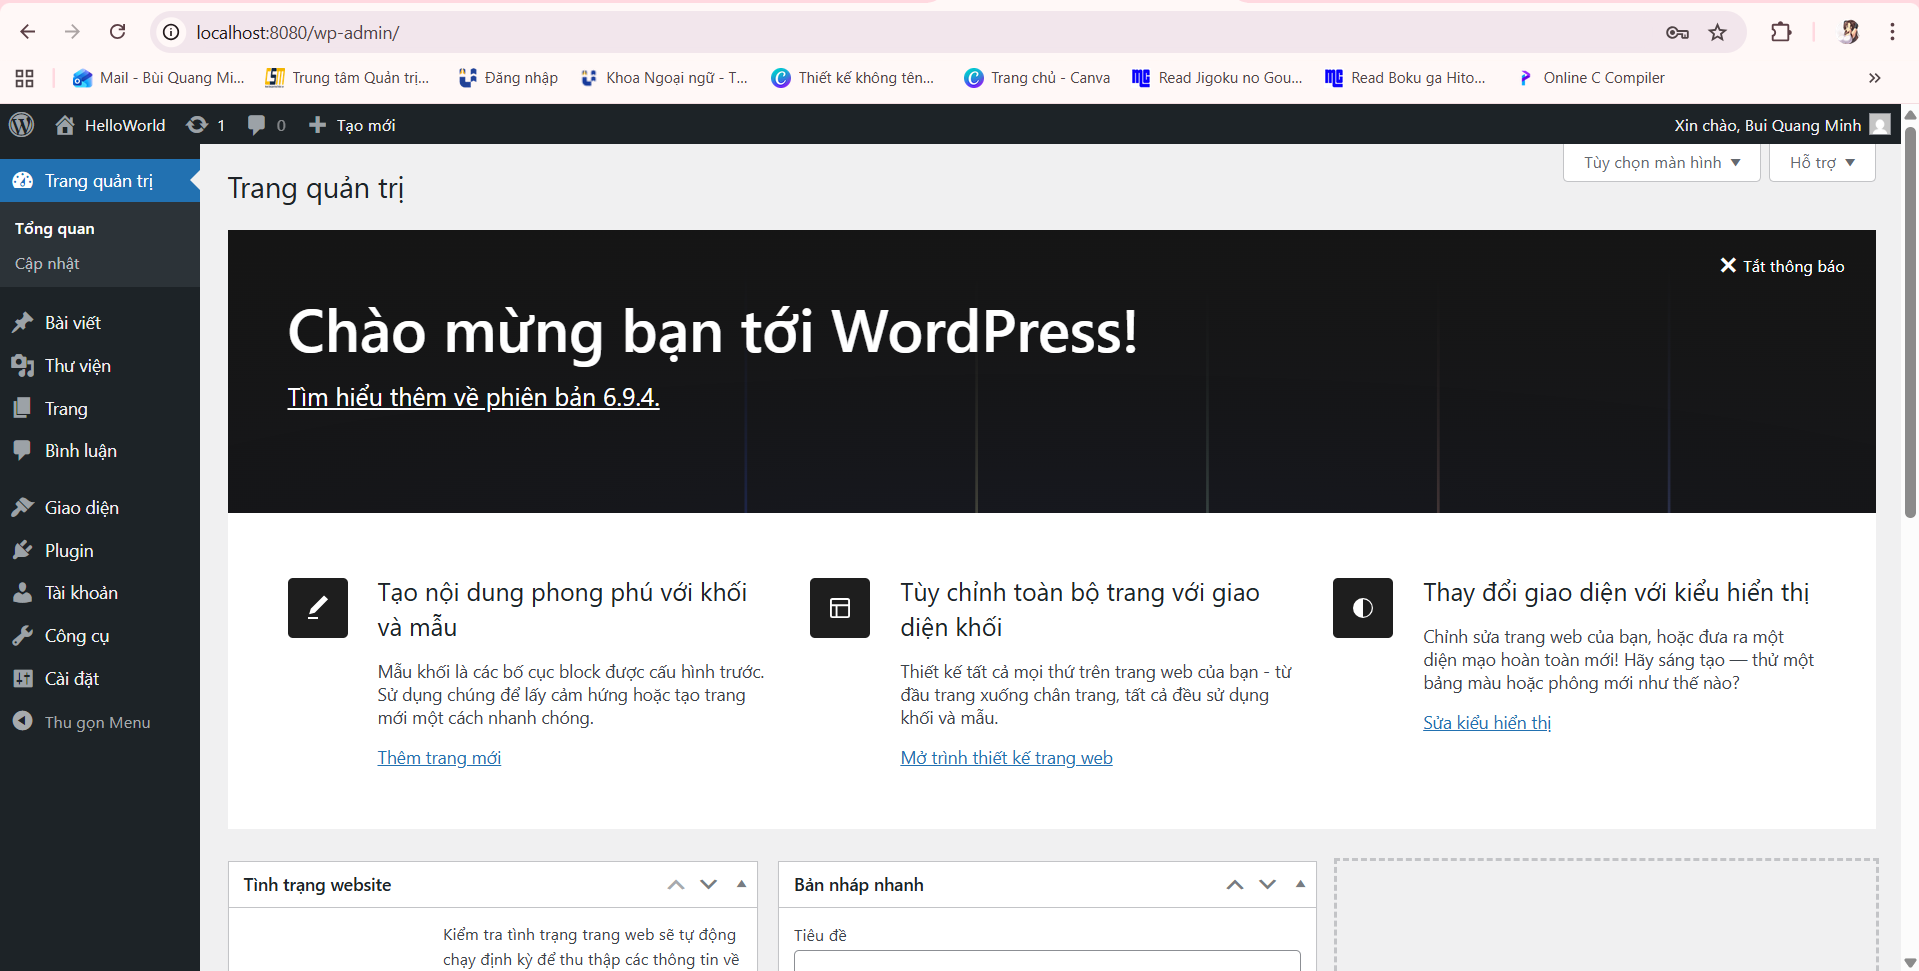 localhost:8080/wp-admin/
Mail - Bùi Quang Mi...
Trung tâm Quản trị...
Đăng nhập
Khoa Ngoại ngữ - T...
Thiết kế không tên...
Trang chủ - Canva
Read Jigoku no Gou...
Read Boku ga Hito...
Online C Compiler
HelloWorld
1
0
Tạo mới
Xin chào, Bui Quang Minh
Trang quản trị
Tổng quan
Cập nhật
Bài viết
Thư viện
Trang
Bình luận
Giao diện
Plugin
Tài khoản
Công cụ
Cài đặt
Thu gọn Menu
Tùy chọn màn hình
Hỗ trợ
Trang quản trị
Tắt thông báo
Chào mừng bạn tới WordPress!
Tìm hiểu thêm về phiên bản 6.9.4.
Tạo nội dung phong phú với khối
và mẫu
Mẫu khối là các bố cục block được cấu hình trước.
Sử dụng chúng để lấy cảm hứng hoặc tạo trang
mới một cách nhanh chóng.
Thêm trang mới
Tùy chỉnh toàn bộ trang với giao
diện khối
Thiết kế tất cả mọi thứ trên trang web của bạn - từ
đầu trang xuống chân trang, tất cả đều sử dụng
khối và mẫu.
Mở trình thiết kế trang web
Thay đổi giao diện với kiểu hiển thị
Chỉnh sửa trang web của bạn, hoặc đưa ra một
diện mạo hoàn toàn mới! Hãy sáng tạo — thử một
bảng màu hoặc phông mới như thế nào?
Sửa kiểu hiển thị
Tình trạng website
Kiểm tra tình trạng trang web sẽ tự động
chạy định kỳ để thu thập các thông tin về
Bản nháp nhanh
Tiêu đề